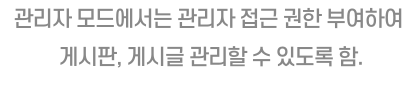 관리자 모드에서는 관리자 접근 권한 부여하여
게시판, 게시글 관리할 수 있도록 함.